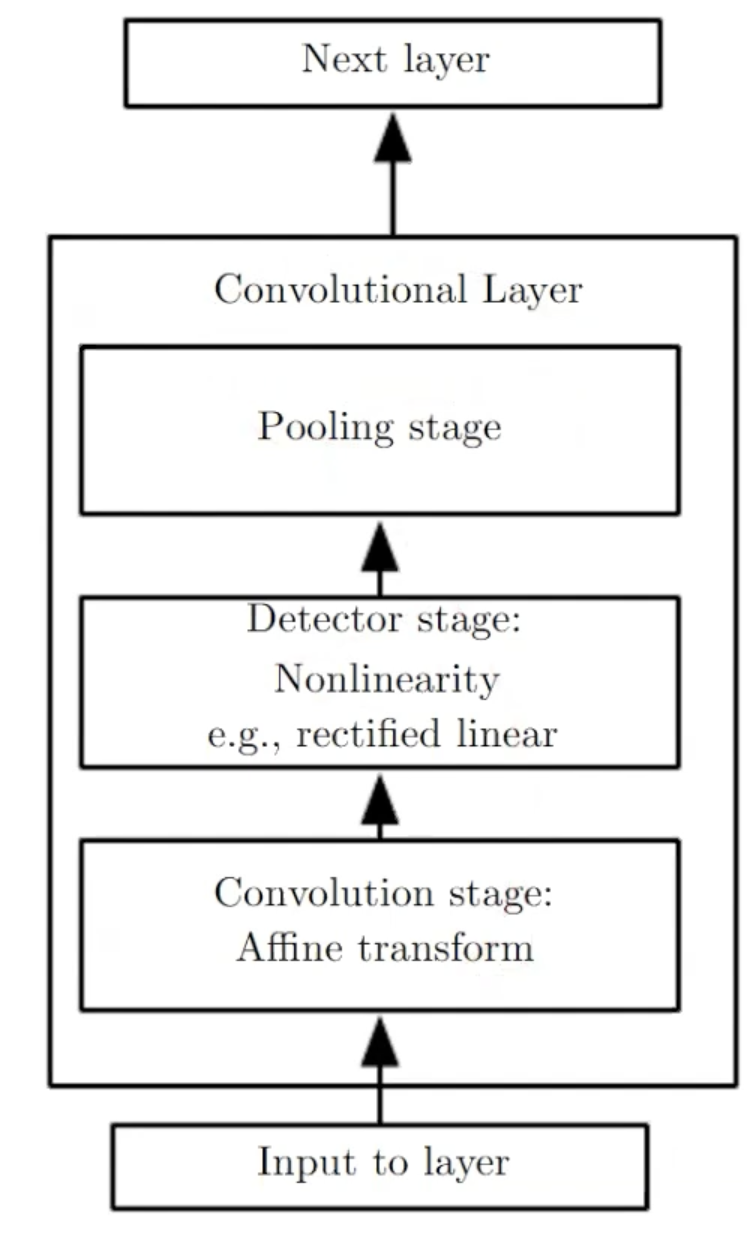 Next layer
Convolutional Layer
Pooling stage
Detector stage:
Nonlinearity
e.g., rectified linear
Convolution stage:
Affine transform
Input to layer